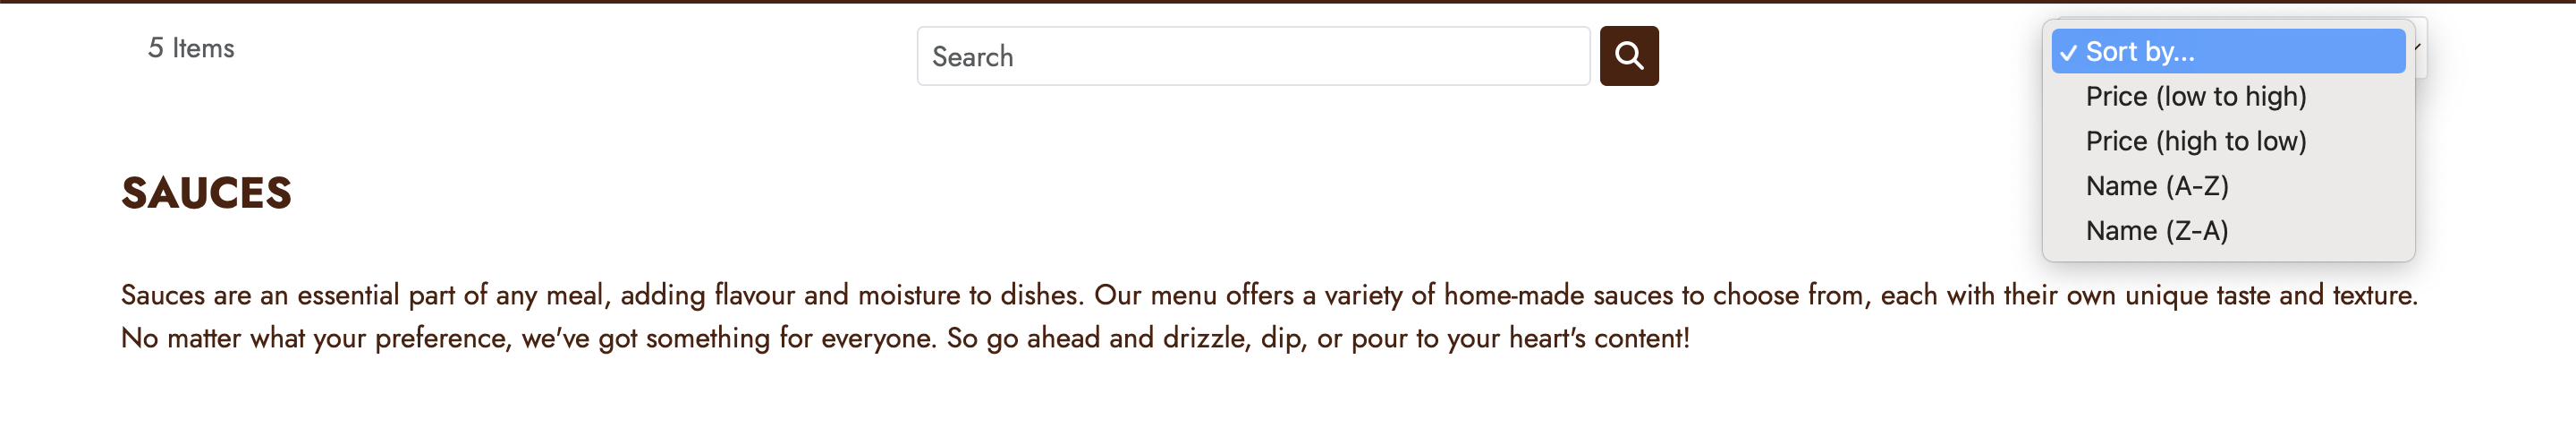 5 Items
Search
Sort by...
Price (low to high)
Price (high to low)
Name (A-Z)
Name (Z-A)
SAUCES
Sauces are an essential part of any meal, adding flavour and moisture to dishes. Our menu offers a variety of home-made sauces to choose from, each with their own unique taste and texture.
No matter what your preference, we've got something for everyone. So go ahead and drizzle, dip, or pour to your heart's content!